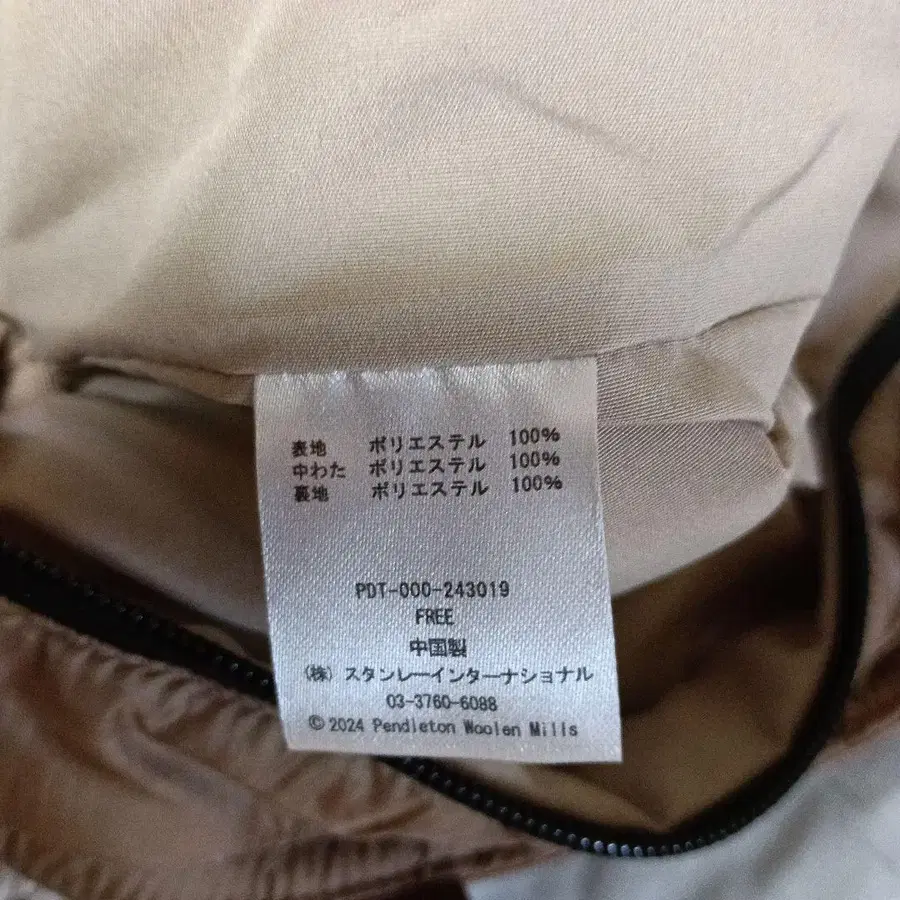 表地 ポリエステル 100%
中わた ポリエステル 100%
裏地 ポリエステル 100%
PDT-000-243019
FREE
中国製
(株) スタンレーインターナショナル
03-3760-6088
©2024 Pendleton Woolen Mills